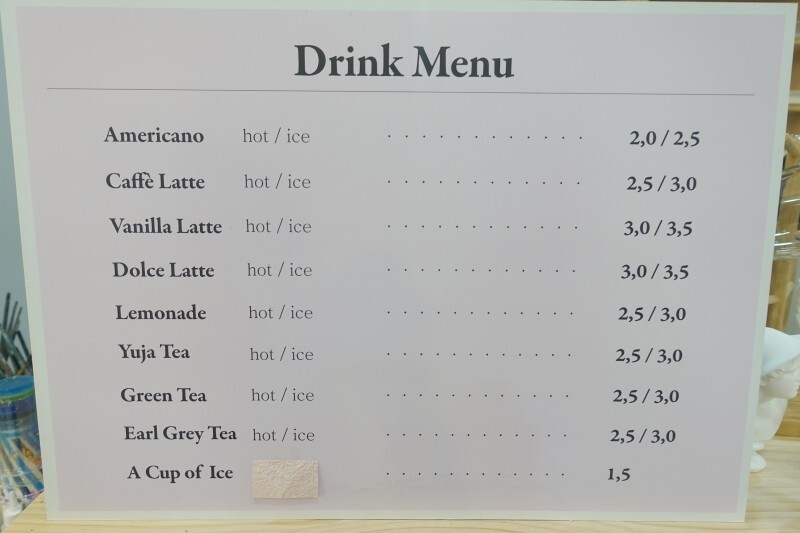 Drink Menu
Americano hot / ice . . . . . . . . . . . . 2,0 / 2,5
Caffè Latte hot / ice . . . . . . . . . . . . 2,5 / 3,0
Vanilla Latte hot / ice . . . . . . . . . . . . 3,0 / 3,5
Dolce Latte hot / ice . . . . . . . . . . . . 3,0 / 3,5
Lemonade hot / ice . . . . . . . . . . . . 2,5 / 3,0
Yuja Tea hot / ice . . . . . . . . . . . . 2,5 / 3,0
Green Tea hot / ice . . . . . . . . . . . . 2,5 / 3,0
Earl Grey Tea hot / ice . . . . . . . . . . . . 2,5 / 3,0
A Cup of Ice . . . . . . . . . . . . 1,5